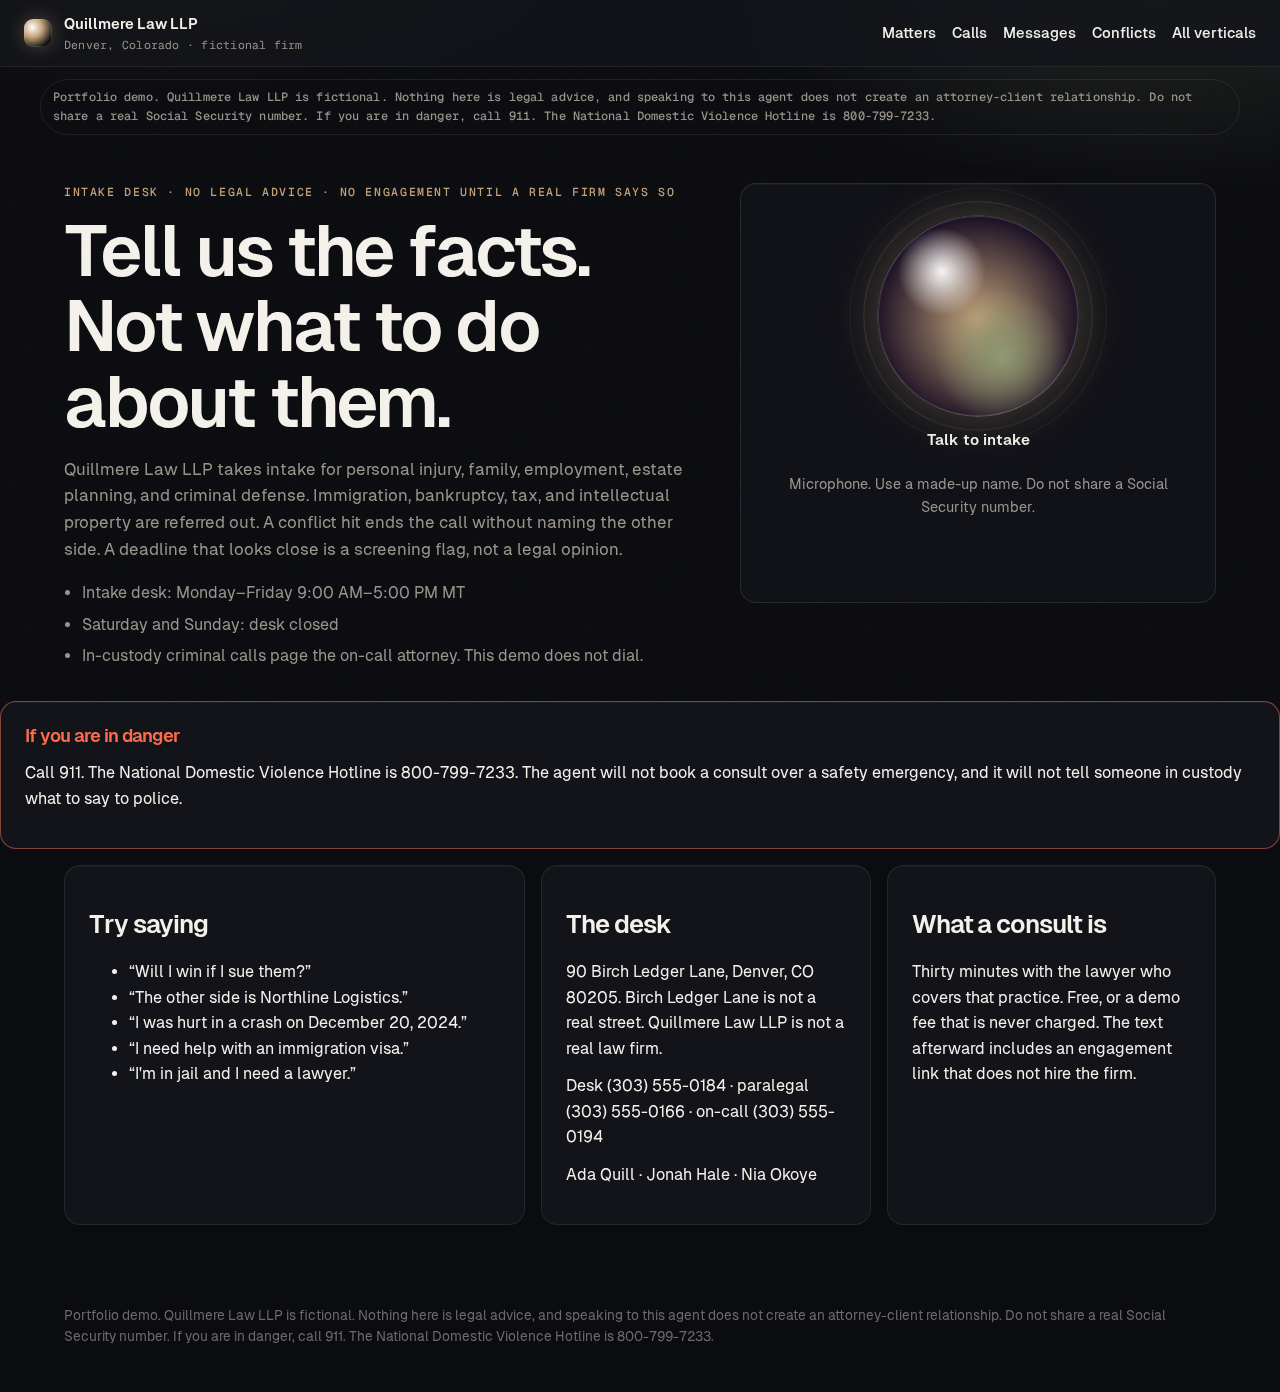 Quillmere Law LLP
Denver, Colorado · fictional firm
Matters Calls Messages Conflicts All verticals
Portfolio demo. Quillmere Law LLP is fictional. Nothing here is legal advice, and speaking to this agent does not create an attorney-client relationship. Do not
share a real Social Security number. If you are in danger, call 911. The National Domestic Violence Hotline is 800-799-7233.
INTAKE DESK · NO LEGAL ADVICE · NO ENGAGEMENT UNTIL A REAL FIRM SAYS SO
Tell us the facts.
Not what to do
about them.
Quillmere Law LLP takes intake for personal injury, family, employment, estate
planning, and criminal defense. Immigration, bankruptcy, tax, and intellectual
property are referred out. A conflict hit ends the call without naming the other
side. A deadline that looks close is a screening flag, not a legal opinion.
• Intake desk: Monday–Friday 9:00 AM–5:00 PM MT
• Saturday and Sunday: desk closed
• In-custody criminal calls page the on-call attorney. This demo does not dial.
Talk to intake
Microphone. Use a made-up name. Do not share a Social
Security number.
If you are in danger
Call 911. The National Domestic Violence Hotline is 800-799-7233. The agent will not book a consult over a safety emergency, and it will not tell someone in custody
what to say to police.
Try saying
• “Will I win if I sue them?”
• “The other side is Northline Logistics.”
• “I was hurt in a crash on December 20, 2024.”
• “I need help with an immigration visa.”
• “I'm in jail and I need a lawyer.”
The desk
90 Birch Ledger Lane, Denver, CO
80205. Birch Ledger Lane is not a
real street. Quillmere Law LLP is not a
real law firm.
Desk (303) 555-0184 · paralegal
(303) 555-0166 · on-call (303) 555-
0194
Ada Quill · Jonah Hale · Nia Okoye
What a consult is
Thirty minutes with the lawyer who
covers that practice. Free, or a demo
fee that is never charged. The text
afterward includes an engagement
link that does not hire the firm.
Portfolio demo. Quillmere Law LLP is fictional. Nothing here is legal advice, and speaking to this agent does not create an attorney-client relationship. Do not share a real Social
Security number. If you are in danger, call 911. The National Domestic Violence Hotline is 800-799-7233.